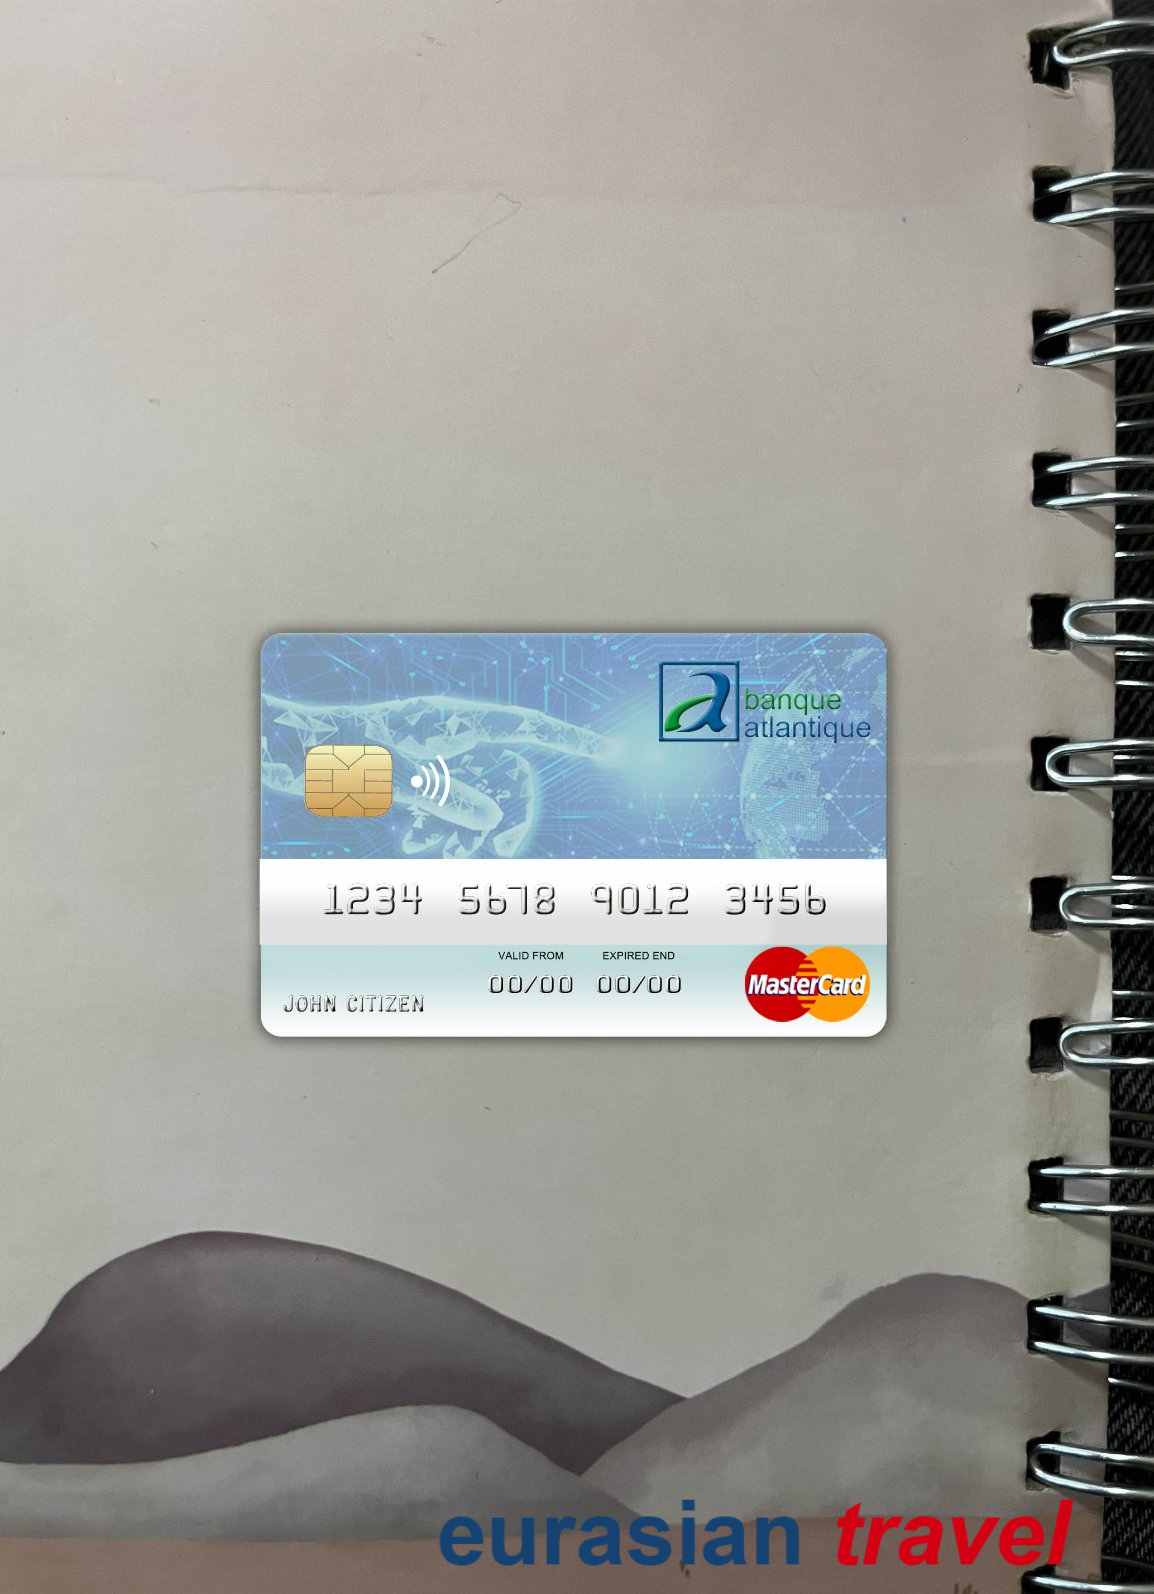 banque
atlantique
1234 5678 9012 3456
VALID FROM EXPIRED END
00/00 00/00
JOHN CITIZEN
MasterCard
eurasian travel